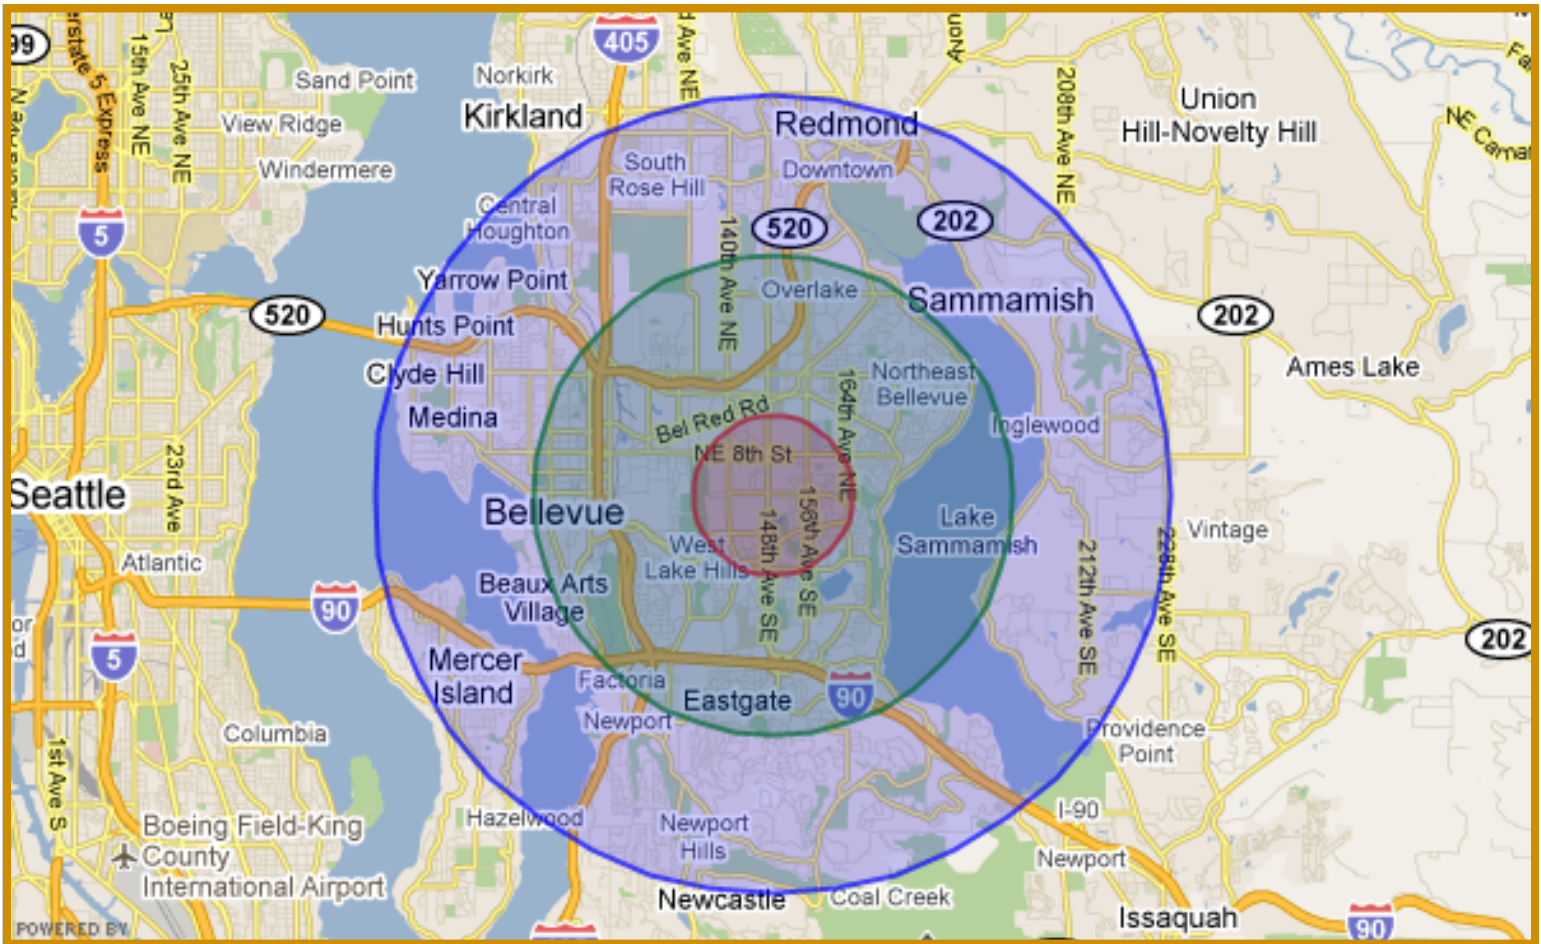 99
erstate 5 Express
15th Ave NE
25th Ave NE
Sand Point
View Ridge
Windermere
5
520
Norkirk
Kirkland
405
d Ave NE
Redmond
Downtown
South
Rose Hill
Central
Houghton
140th Ave NE
520
202
208th Ave NE
Union
Hill-Novelty Hill
Yarrow Point
Hunts Point
Clyde Hill
Medina
Overlake
Sammamish
202
Ames Lake
Northeast
Bellevue
164th Ave NE
Bel Red Rd
NE 8th St
Inglewood
23rd Ave
Seattle
Bellevue
Lake
Sammamish
Vintage
156th Ave SE
148th Ave SE
West
Lake Hills
212th Ave SE
228th Ave SE
Atlantic
90
Beaux Arts
Village
5
202
Mercer
Island
Factoria
Eastgate
90
Newport
Providence
Point
Columbia
1st Ave S
Hazelwood
Newport
Hills
I-90
Newport
Boeing Field-King
County
International Airport
Newcastle
Coal Creek
Issaquah
90
POWERED BY